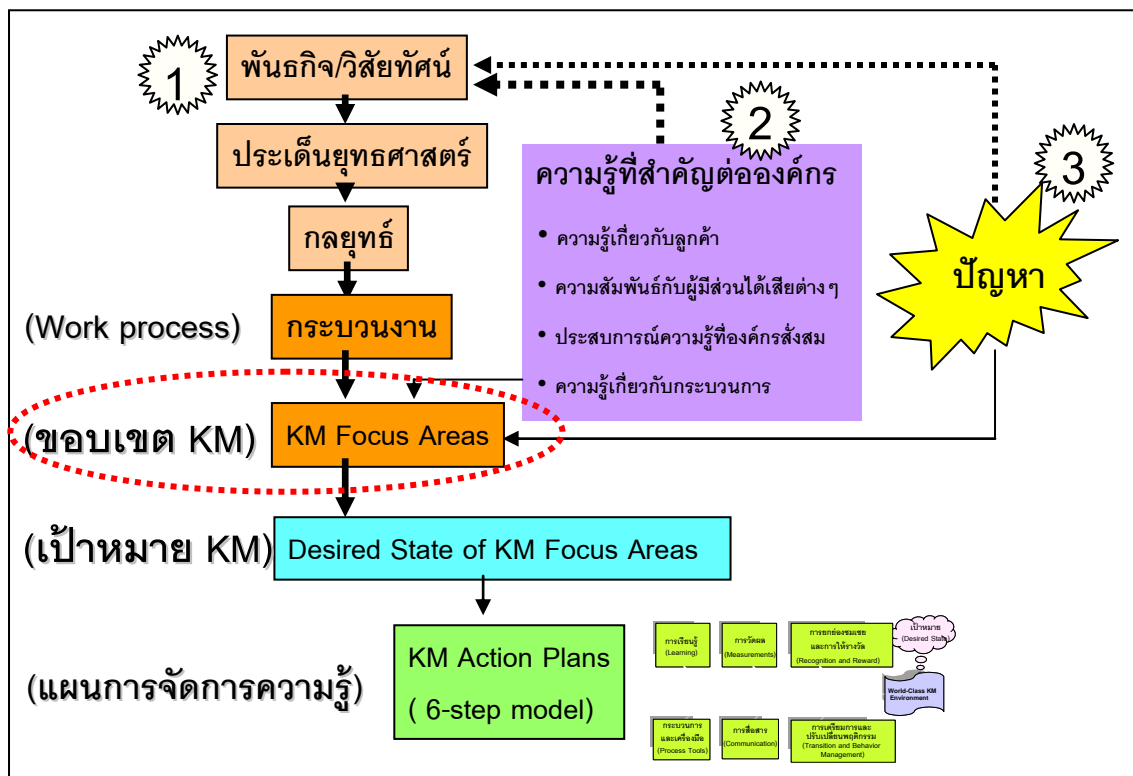 1
พันธกิจ/วิสัยทัศน์
ประเด็นยุทธศาสตร์
กลยุทธ์
(Work process)
กระบวนงาน
(ขอบเขต KM)
KM Focus Areas
2
ความรู้ที่สำคัญต่อองค์กร
• ความรู้เกี่ยวกับลูกค้า
• ความสัมพันธ์กับผู้มีส่วนได้เสียต่างๆ
• ประสบการณ์ความรู้ที่องค์กรสั่งสม
• ความรู้เกี่ยวกับกระบวนการ
3
ปัญหา
(เป้าหมาย KM)
Desired State of KM Focus Areas
(แผนการจัดการความรู้)
KM Action Plans
( 6-step model)
การเรียนรู้
(Learning)
การวัดผล
(Measurements)
การยกย่องชมเชย
และการให้รางวัล
(Recognition and Reward)
เป้าหมาย
(Desired State)
World-Class KM
Environment
กระบวนการ
และเครื่องมือ
(Process Tools)
การสื่อสาร
(Communication)
การเตรียมการและ
ปรับเปลี่ยนพฤติกรรม
(Transition and Behavior
Management)